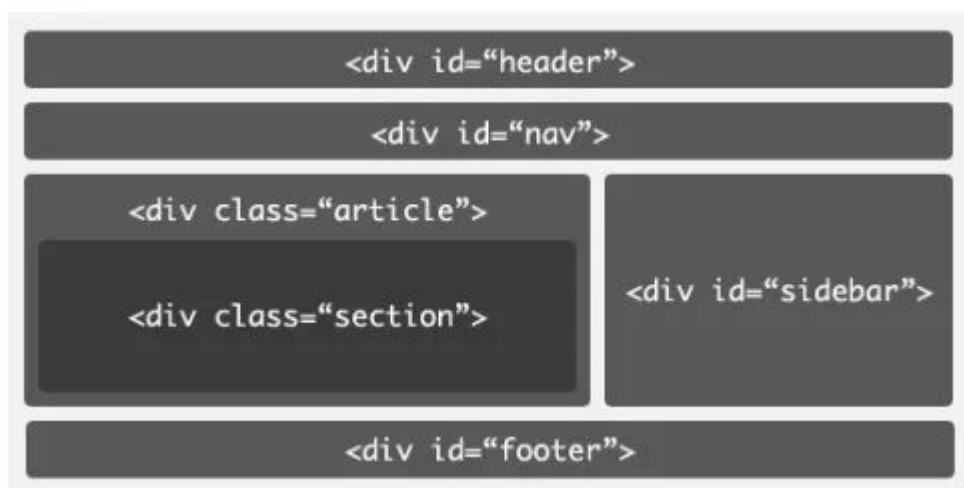 <div id=“header”>
<div id=“nav”>
<div class=“article”>
<div class=“section”>
<div id=“sidebar”>
<div id=“footer”>